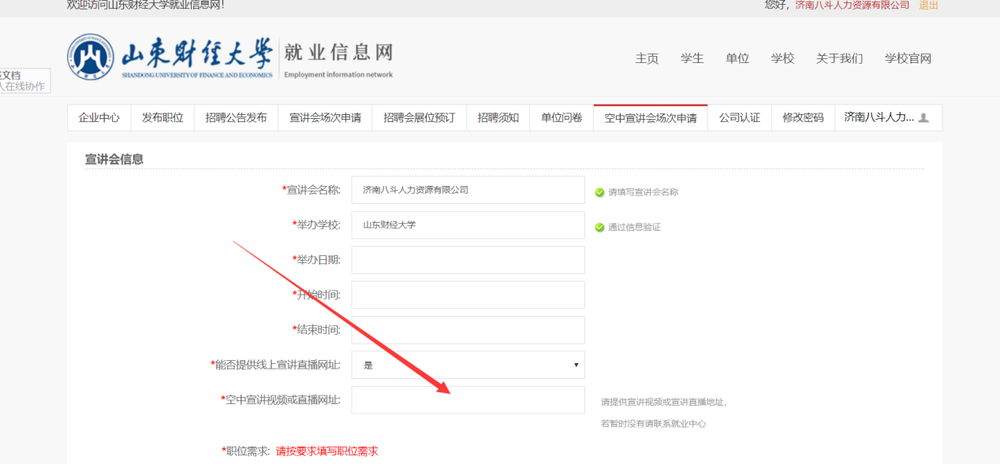 欢迎访问山东财经大学就业信息网!
您好，济南八斗人力资源有限公司 退出
山东财经大学 就业信息网
SHANDONG UNIVERSITY OF FINANCE AND ECONOMICS Employment information network
主页 学生 单位 学校 关于我们 学校官网
文档
人在线协作
企业中心 发布职位 招聘公告发布 宣讲会场次申请 招聘会展位预订 招聘须知 单位问卷 空中宣讲会场次申请 公司认证 修改密码 济南八斗人力...
宣讲会信息
*宣讲会名称: 济南八斗人力资源有限公司 请填写宣讲会名称
*举办学校: 山东财经大学 通过信息验证
*举办日期:
*开始时间:
*结束时间:
*能否提供线上宣讲直播网址: 是
*空中宣讲视频或直播网址: 请提供宣讲视频或宣讲直播地址,
若暂时没有请联系就业中心
*职位需求: 请按要求填写职位需求